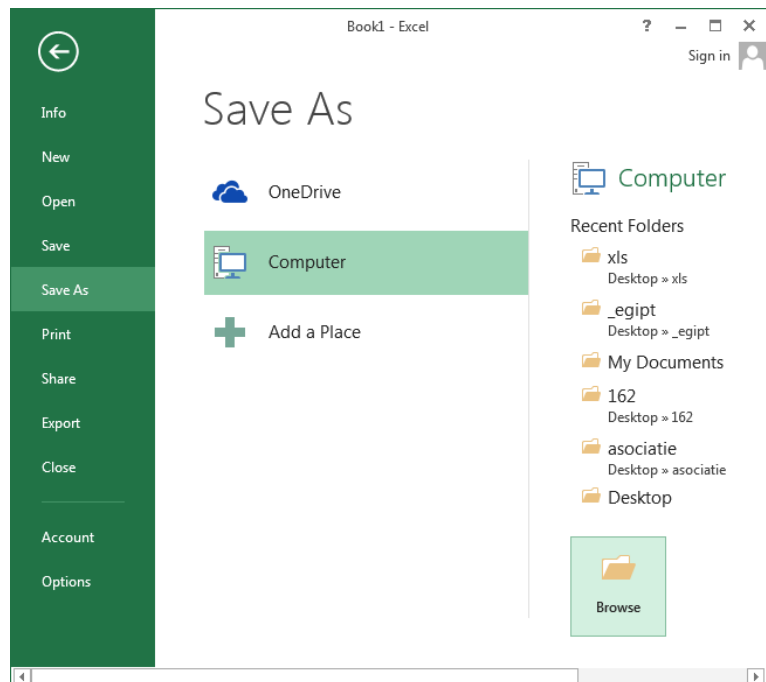 Book1 - Excel
?
Sign in
Info
New
Open
Save
Save As
Print
Share
Export
Close
Account
Options
Save As
OneDrive
Computer
Add a Place
Computer
Recent Folders
xls
Desktop » xls
_egipt
Desktop » _egipt
My Documents
162
Desktop » 162
asociatie
Desktop » asociatie
Desktop
Browse